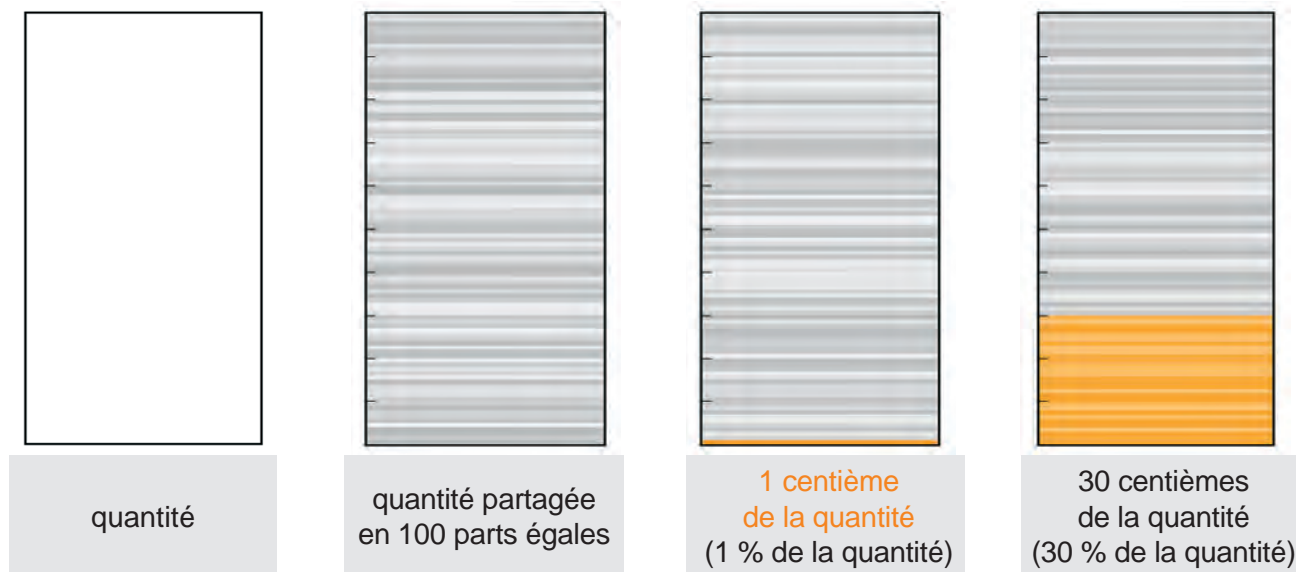 quantité
quantité partagée
en 100 parts égales
1 centième
de la quantité
(1 % de la quantité)
30 centièmes
de la quantité
(30 % de la quantité)